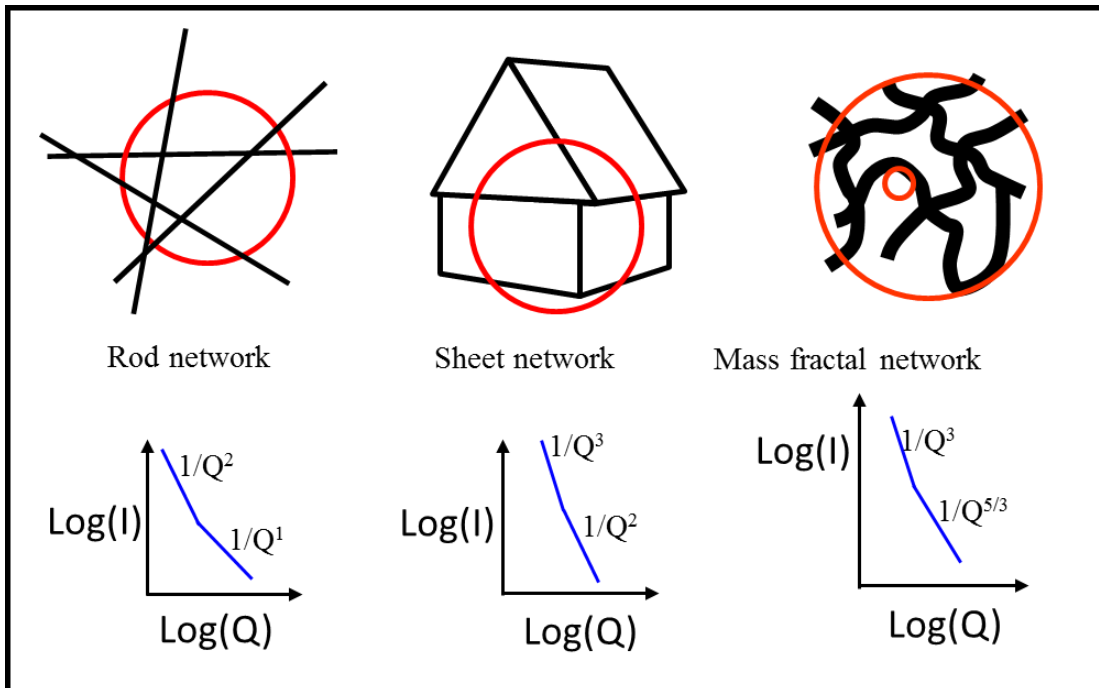 Rod network
Sheet network
Mass fractal network
Log(I)
1/Q²
1/Q¹
Log(Q)
Log(I)
1/Q³
1/Q²
Log(Q)
Log(I)
1/Q³
1/Q^5/3
Log(Q)